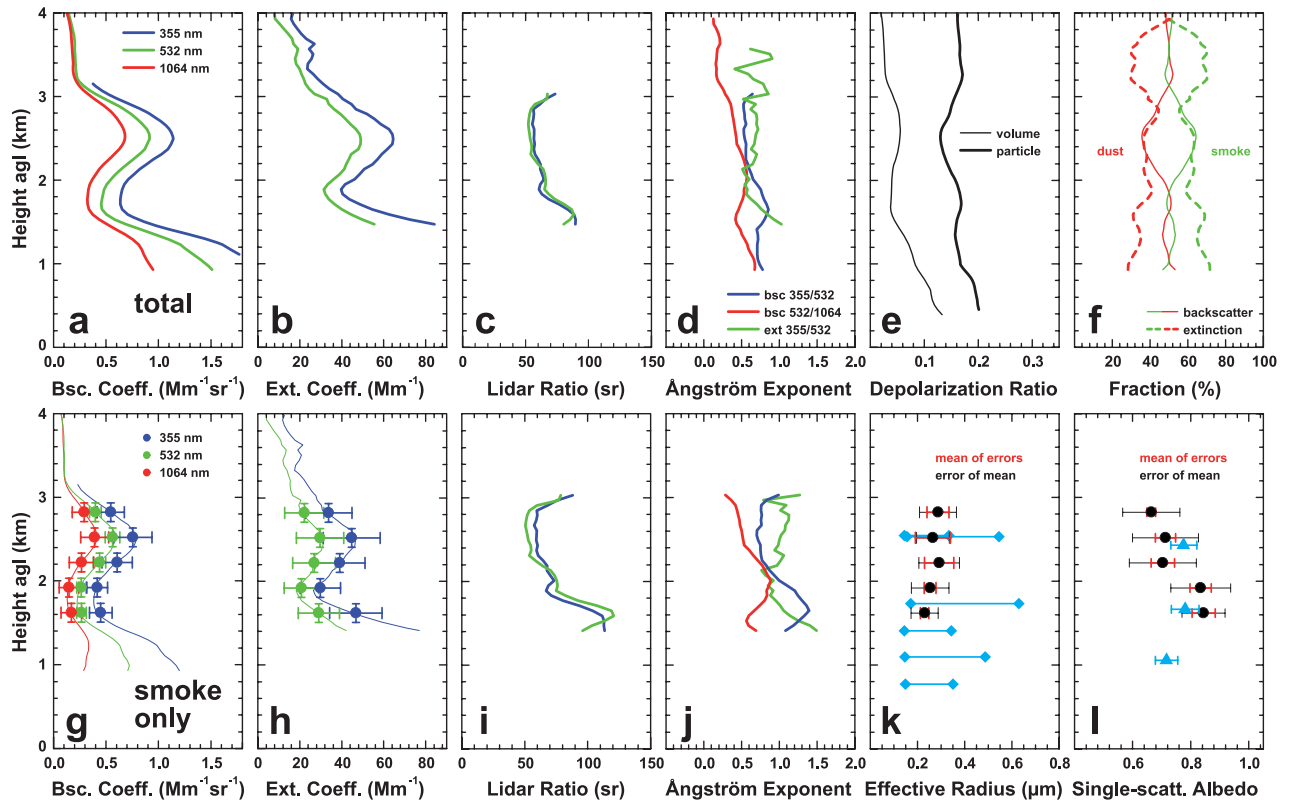 4
3
2
1
0
Height agl (km)
355 nm
532 nm
1064 nm
a
total
0.0 0.5 1.0 1.5
Bsc. Coeff. (Mm⁻¹sr⁻¹)
b
0 20 40 60 80
Ext. Coeff. (Mm⁻¹)
c
0 50 100 150
Lidar Ratio (sr)
bsc 355/532
bsc 532/1064
ext 355/532
d
0.0 0.5 1.0 1.5 2.0
Ångström Exponent
volume
particle
e
0.1 0.2 0.3
Depolarization Ratio
dust
smoke
backscatter
extinction
f
0 20 40 60 80 100
Fraction (%)
4
3
2
1
0
Height agl (km)
355 nm
532 nm
1064 nm
g
smoke
only
0.0 0.5 1.0 1.5
Bsc. Coeff. (Mm⁻¹sr⁻¹)
h
0 20 40 60 80
Ext. Coeff. (Mm⁻¹)
i
0 50 100 150
Lidar Ratio (sr)
j
0.0 0.5 1.0 1.5 2.0
Ångström Exponent
mean of errors
error of mean
k
0.0 0.2 0.4 0.6 0.8
Effective Radius (µm)
mean of errors
error of mean
l
0.6 0.8 1.0
Single-scatt. Albedo